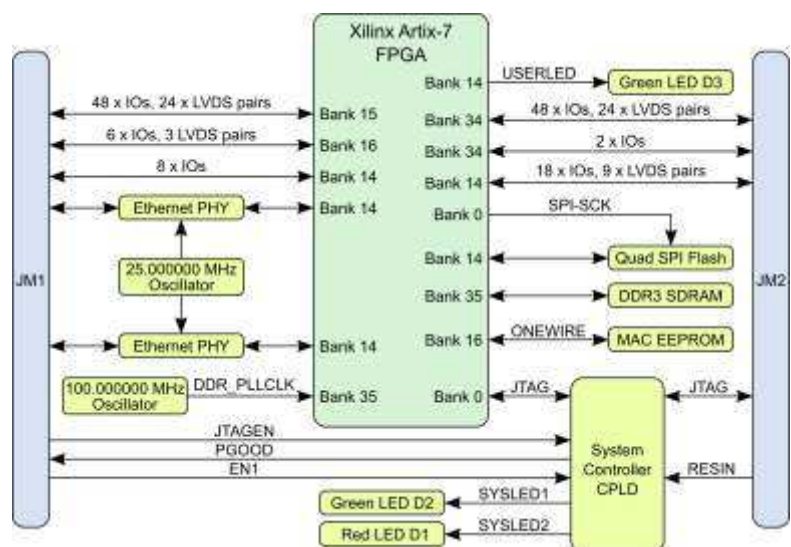 Xilinx Artix-7
FPGA
Bank 14
USERLED
Green LED D3
48 x IOs, 24 x LVDS pairs
Bank 15
Bank 34
48 x IOs, 24 x LVDS pairs
6 x IOs, 3 LVDS pairs
Bank 16
Bank 34
2 x IOs
8 x IOs
Bank 14
Bank 14
18 x IOs, 9 x LVDS pairs
Ethernet PHY
Bank 14
Bank 0
SPI-SCK
25.000000 MHz
Oscillator
Bank 14
Quad SPI Flash
JM1
JM2
Bank 35
DDR3 SDRAM
Ethernet PHY
Bank 14
Bank 16
ONEWIRE
MAC EEPROM
100.000000 MHz
Oscillator
DDR_PLLCLK
Bank 35
Bank 0
JTAG
JTAG
JTAGEN
PGOOD
EN1
System
Controller
CPLD
RESIN
Green LED D2
SYSLED1
Red LED D1
SYSLED2